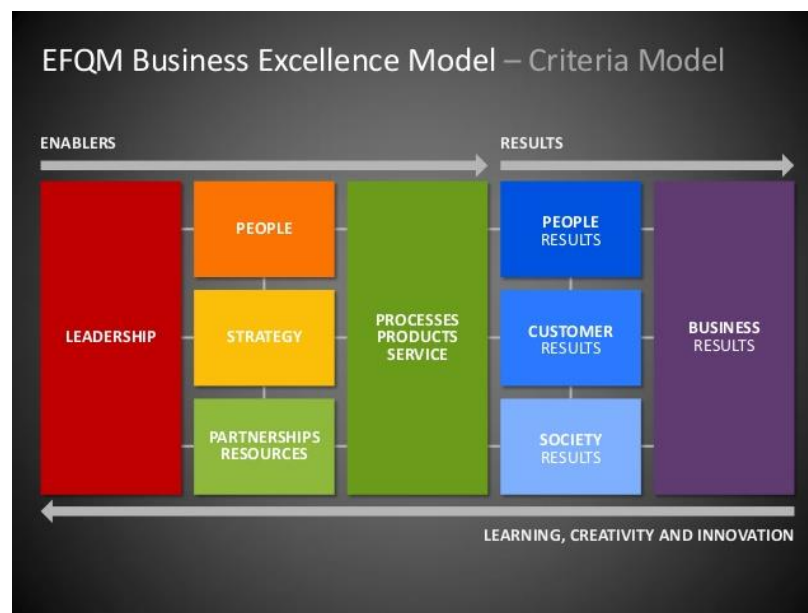 EFQM Business Excellence Model – Criteria Model
ENABLERS
RESULTS
LEADERSHIP
PEOPLE
STRATEGY
PARTNERSHIPS
RESOURCES
PROCESSES
PRODUCTS
SERVICE
PEOPLE
RESULTS
CUSTOMER
RESULTS
SOCIETY
RESULTS
BUSINESS
RESULTS
LEARNING, CREATIVITY AND INNOVATION